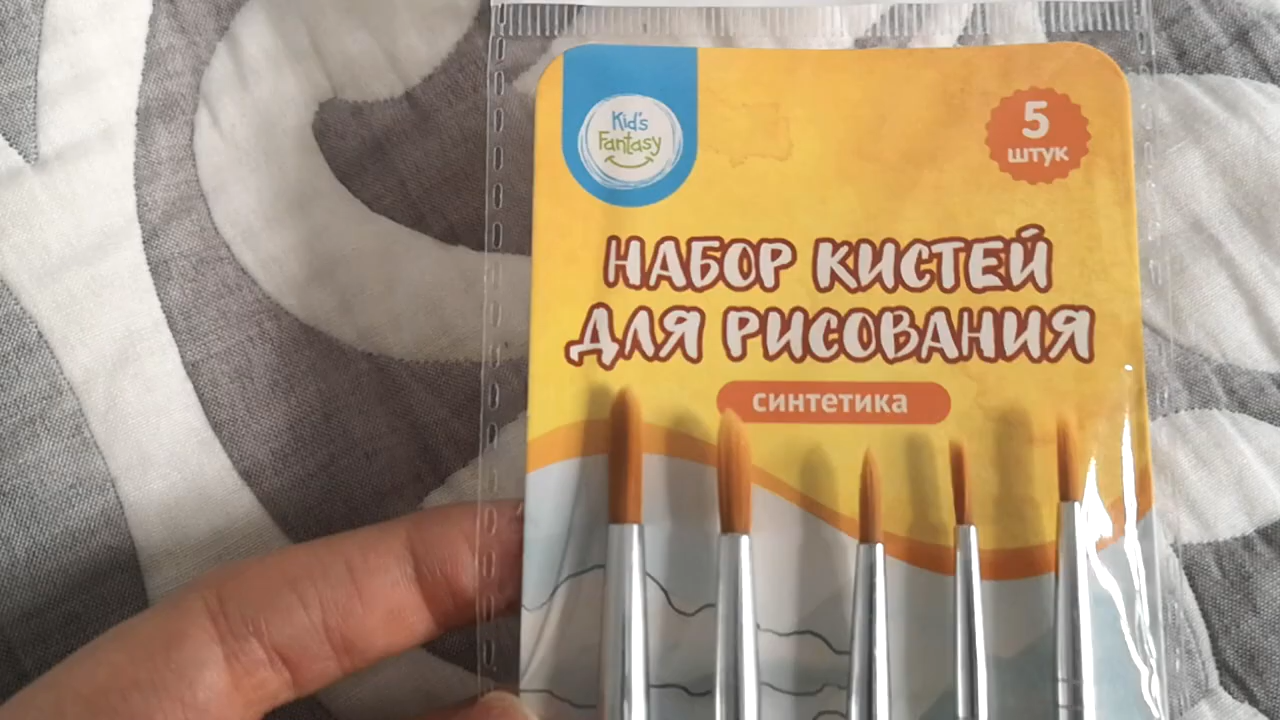 Kid's
Fantasy
5
штук
НАБОР КИСТЕЙ
ДЛЯ РИСОВАНИЯ
синтетика